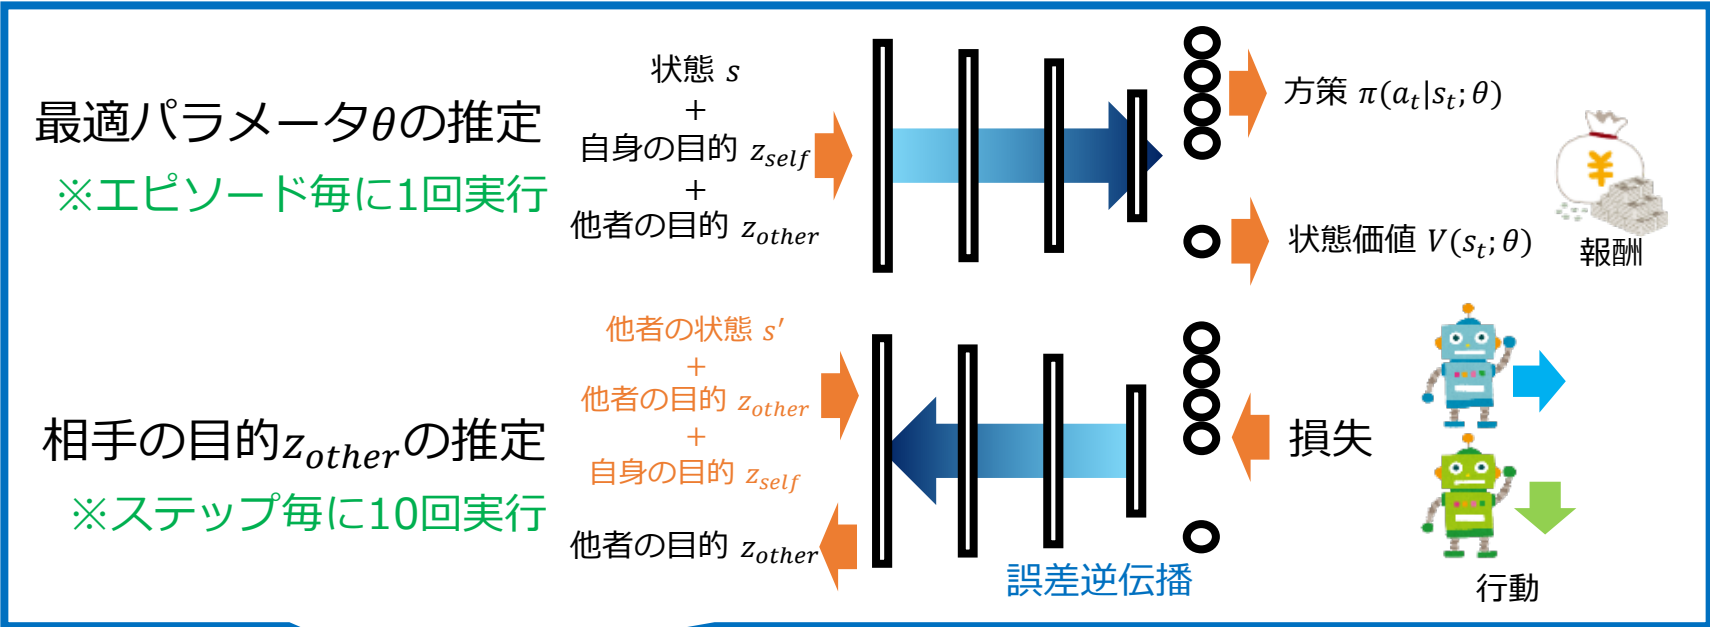 最適パラメータθの推定
※エピソード毎に1回実行
状態 s
+
自身の目的 z_self
+
他者の目的 z_other
方策 π(a_t|s_t; θ)
状態価値 V(s_t; θ)
¥
報酬
相手の目的z_otherの推定
※ステップ毎に10回実行
他者の状態 s′
+
他者の目的 z_other
+
自身の目的 z_self
他者の目的 z_other
損失
誤差逆伝播
行動